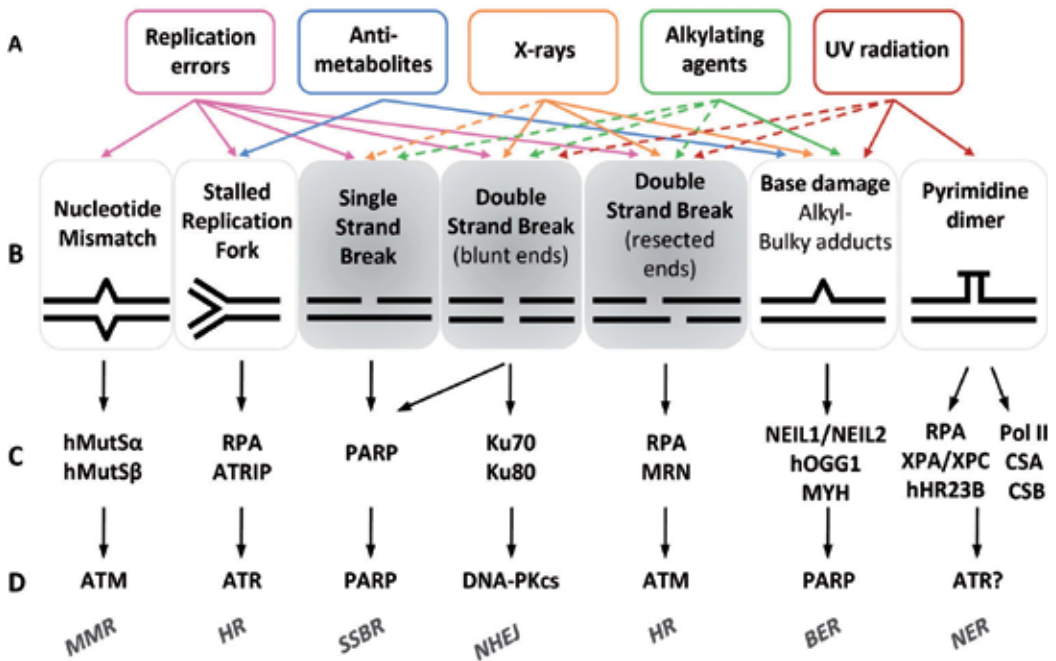 A
Replication
errors
Anti-
metabolites
X-rays
Alkylating
agents
UV radiation
B
Nucleotide
Mismatch
Stalled
Replication
Fork
Single
Strand
Break
Double
Strand Break
(blunt ends)
Double
Strand Break
(resected
ends)
Base damage
Alkyl-
Bulky adducts
Pyrimidine
dimer
C
hMutSα
hMutSβ
RPA
ATRIP
PARP
Ku70
Ku80
RPA
MRN
NEIL1/NEIL2
hOGG1
MYH
RPA
XPA/XPC
hHR23B
Pol II
CSA
CSB
D
ATM
ATR
PARP
DNA-PKcs
ATM
PARP
ATR?
MMR
HR
SSBR
NHEJ
HR
BER
NER